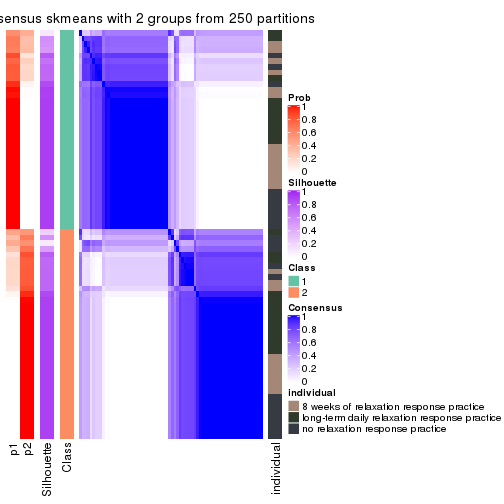 sensus skmeans with 2 groups from 250 partitions
Prob
1
0.8
0.6
0.4
0.2
0
Silhouette
1
0.8
0.6
0.4
0.2
0
Class
1
2
Consensus
1
0.8
0.6
0.4
0.2
0
individual
8 weeks of relaxation response practice
long-term daily relaxation response practice
no relaxation response practice
p1
p2
Silhouette
Class
individual